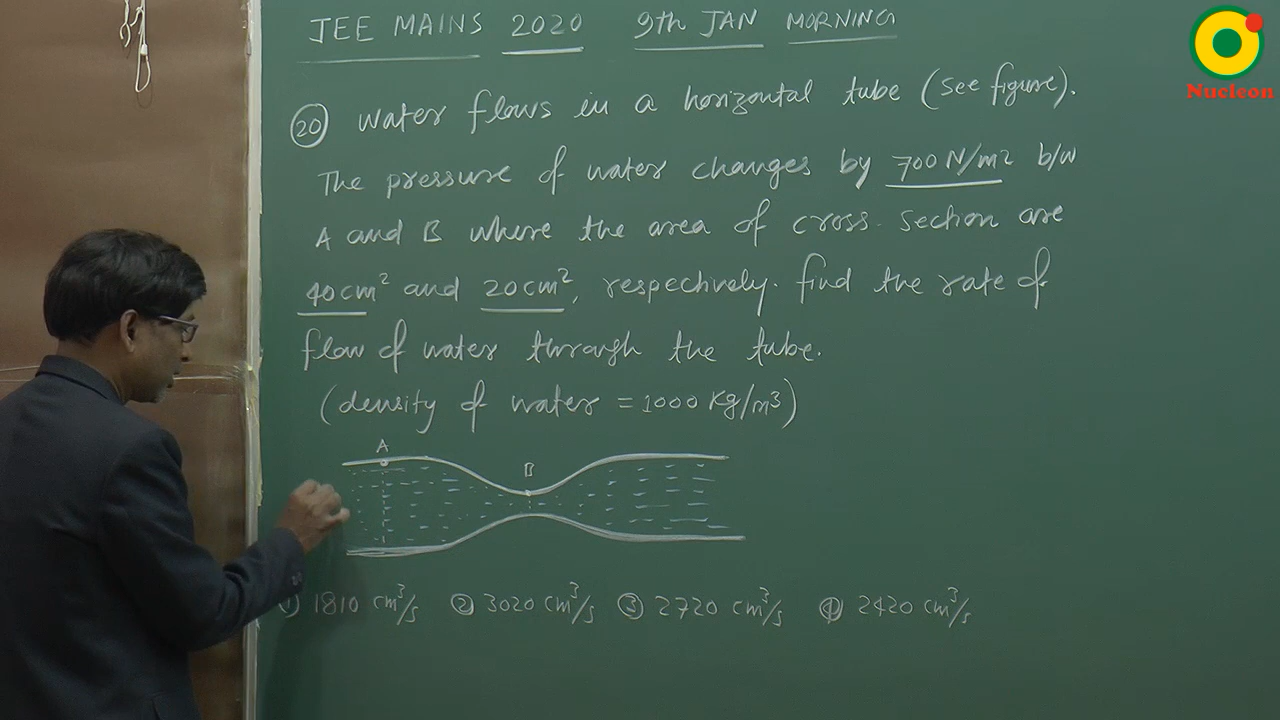 JEE MAINS 2020 9th JAN MORNING
Nucleon
(20) Water flows in a horizontal tube (See figure).
The pressure of water changes by 700 N/m² b/w
A and B where the area of cross-section are
40 cm² and 20 cm², respectively. Find the rate of
flow of water through the tube.
(density of water = 1000 Kg/m³)
A
B
(1) 1810 cm³/s (2) 3020 cm³/s (3) 2720 cm³/s (4) 2420 cm³/s